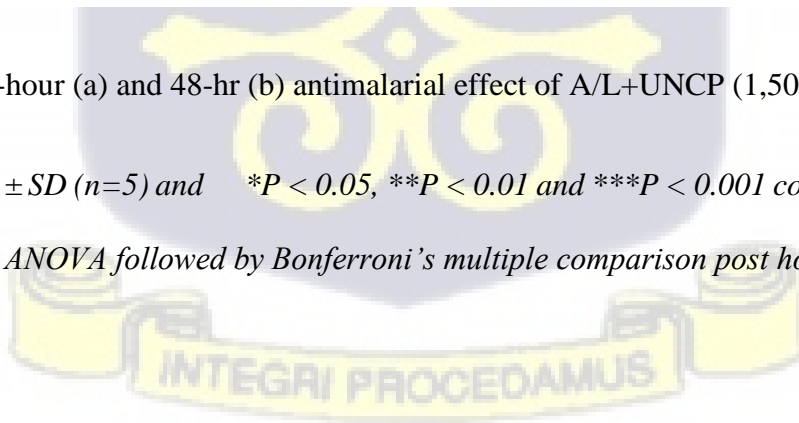 -hour (a) and 48-hr (b) antimalarial effect of A/L+UNCP (1,50
± SD (n=5) and *P < 0.05, **P < 0.01 and ***P < 0.001 co
ANOVA followed by Bonferroni’s multiple comparison post ho
INTEGRI PROCEDAMUS